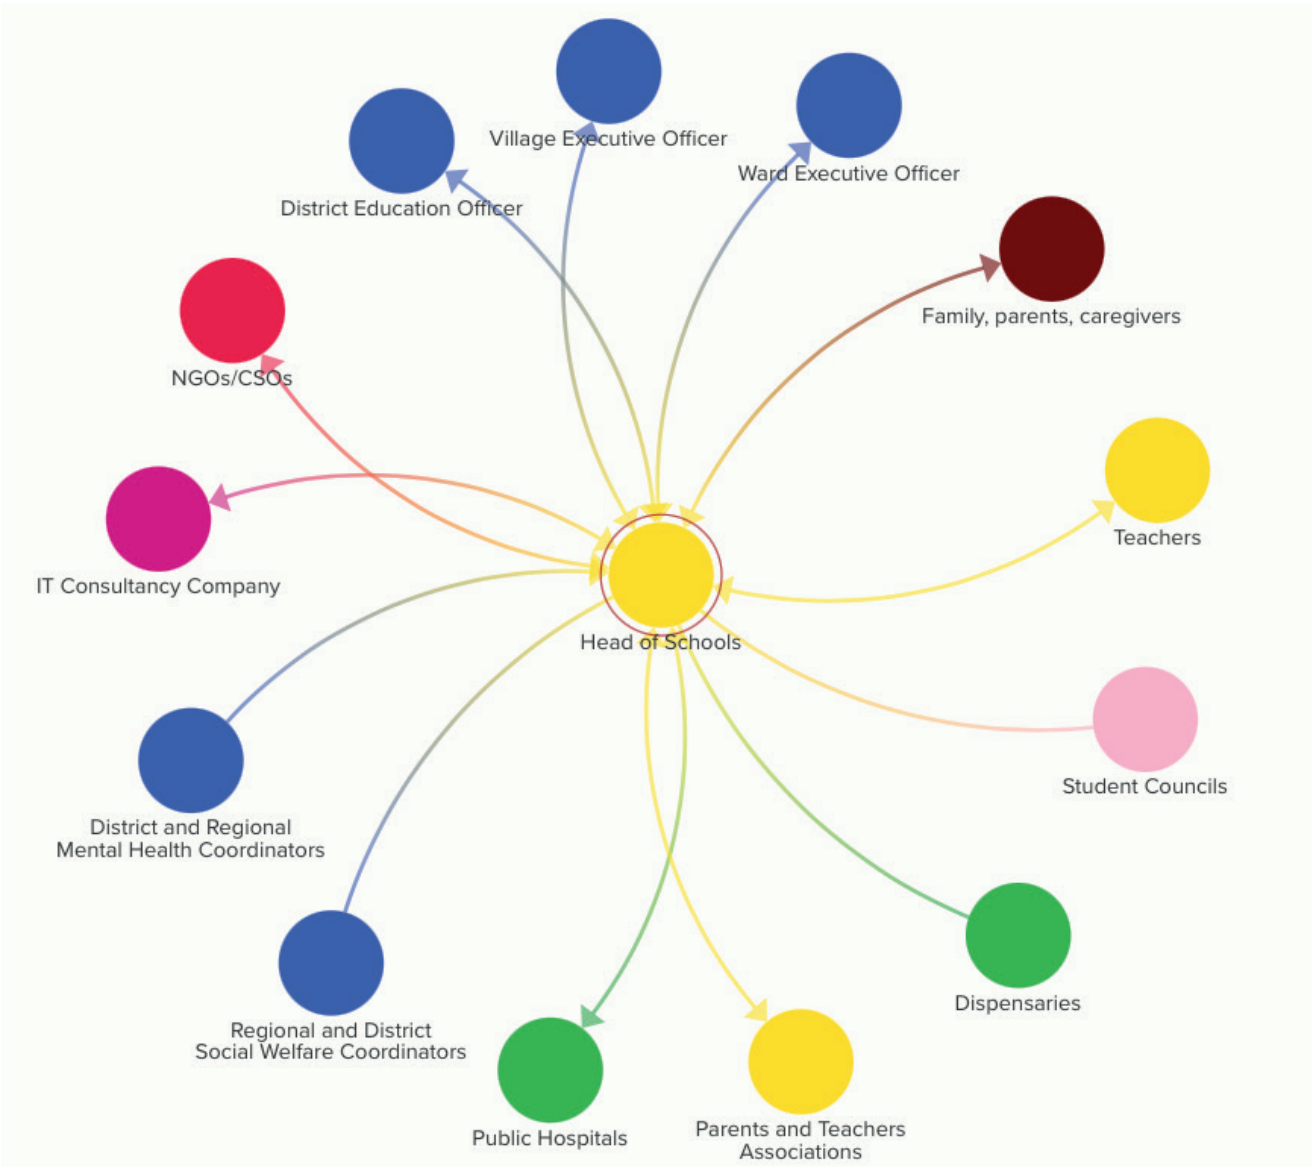 Village Executive Officer
Ward Executive Officer
District Education Officer
Family, parents, caregivers
NGOs/CSOs
Teachers
IT Consultancy Company
Head of Schools
Student Councils
District and Regional
Mental Health Coordinators
Dispensaries
Regional and District
Social Welfare Coordinators
Public Hospitals
Parents and Teachers
Associations